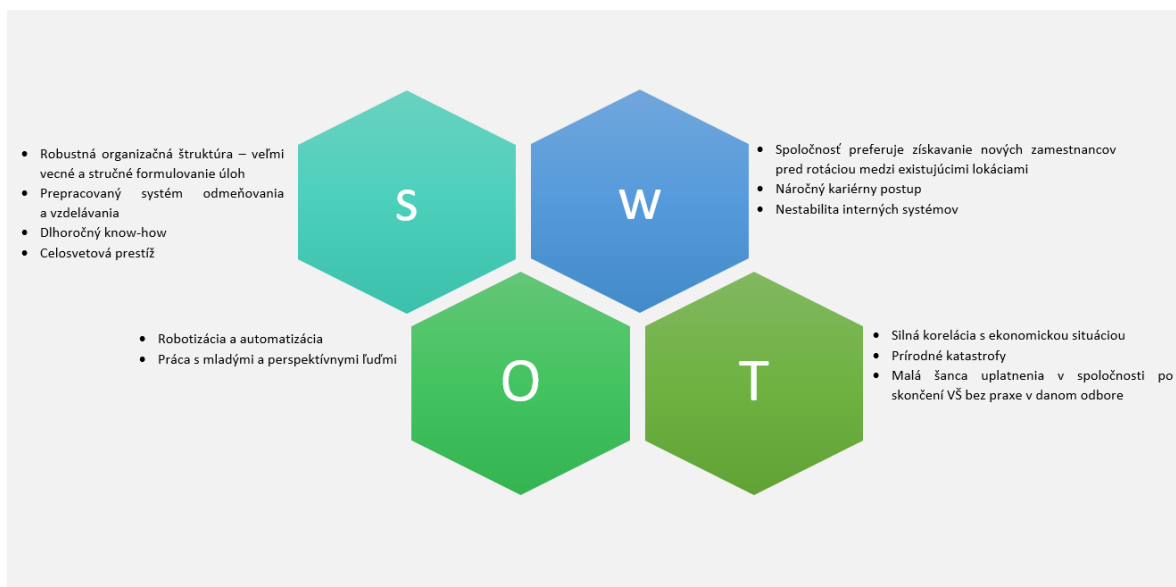 • Robustná organizačná štruktúra – veľmi
vecné a stručné formulovanie úloh
• Prepracovaný systém odmeňovania
a vzdelávania
• Dlhoročný know-how
• Celosvetová prestíž
S
W
• Spoločnosť preferuje získavanie nových zamestnancov
pred rotáciou medzi existujúcimi lokáciami
• Náročný kariérny postup
• Nestabilita interných systémov
• Robotizácia a automatizácia
• Práca s mladými a perspektívnymi ľuďmi
O
T
• Silná korelácia s ekonomickou situáciou
• Prírodné katastrofy
• Malá šanca uplatnenia v spoločnosti po
skončení VŠ bez praxe v danom odbore